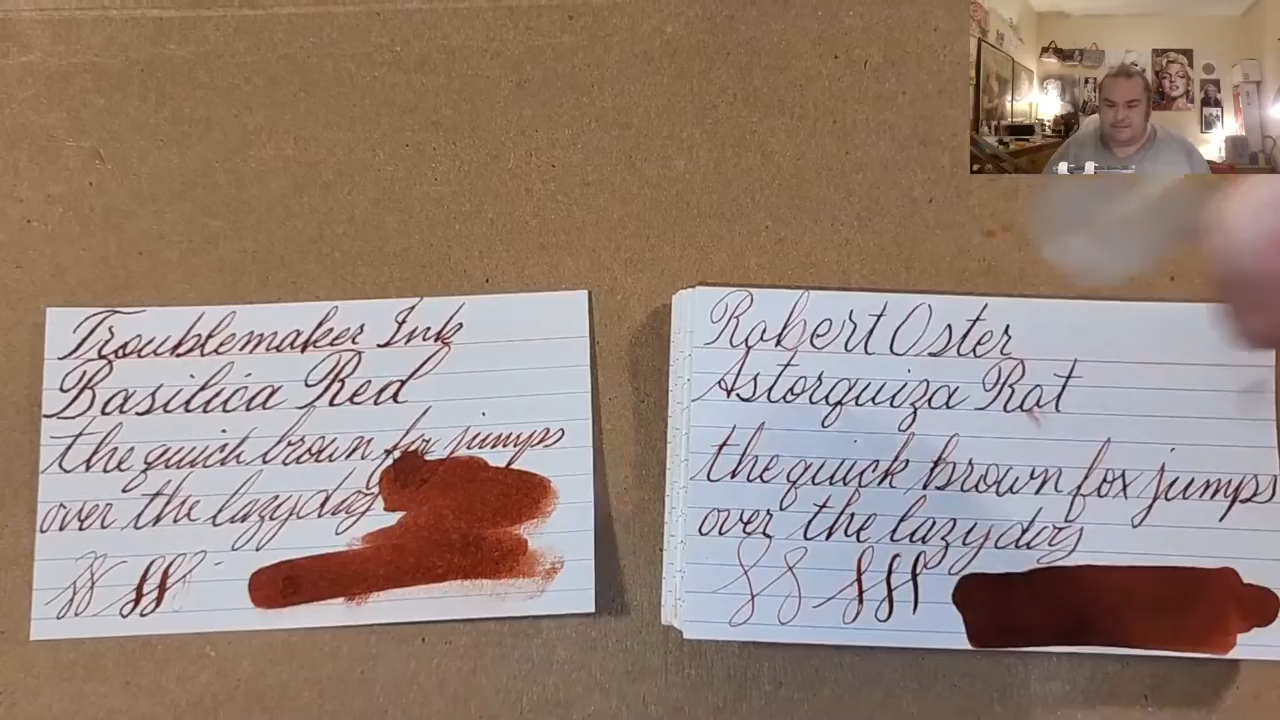 Troublemaker Ink
Basilica Red
the quick brown fox jumps
over the lazy dog
Robert Oster
Astorquiza Rot
the quick brown fox jumps
over the lazy dog